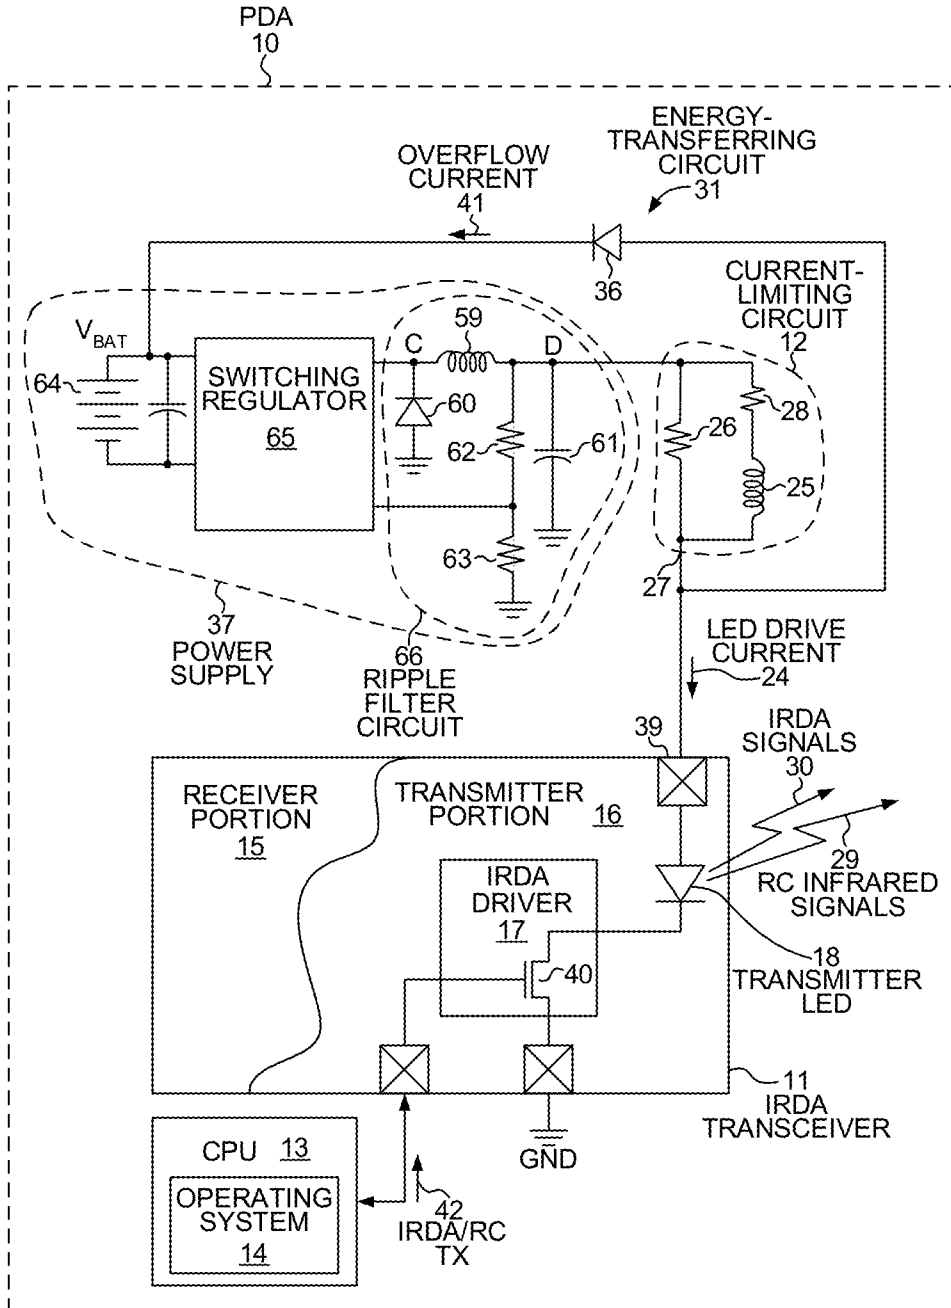 PDA
10
ENERGY-
TRANSFERRING
CIRCUIT
31
OVERFLOW
CURRENT
41
36
CURRENT-
LIMITING
CIRCUIT
12
VBAT
64
SWITCHING
REGULATOR
65
C
59
D
60
62
61
63
26
28
25
27
37
POWER
SUPPLY
66
RIPPLE
FILTER
CIRCUIT
LED DRIVE
CURRENT
24
39
IRDA
SIGNALS
30
RECEIVER
PORTION
15
TRANSMITTER
PORTION
16
29
RC INFRARED
SIGNALS
IRDA
DRIVER
17
40
18
TRANSMITTER
LED
11
IRDA
TRANSCEIVER
GND
CPU 13
OPERATING
SYSTEM
14
42
IRDA/RC
TX